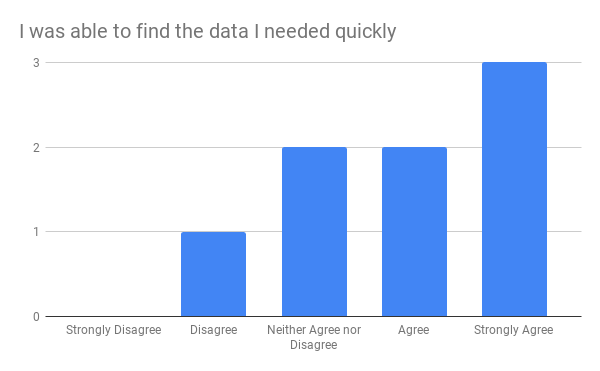 I was able to find the data I needed quickly
3
2
1
0
Strongly Disagree
Disagree
Neither Agree nor
Disagree
Agree
Strongly Agree